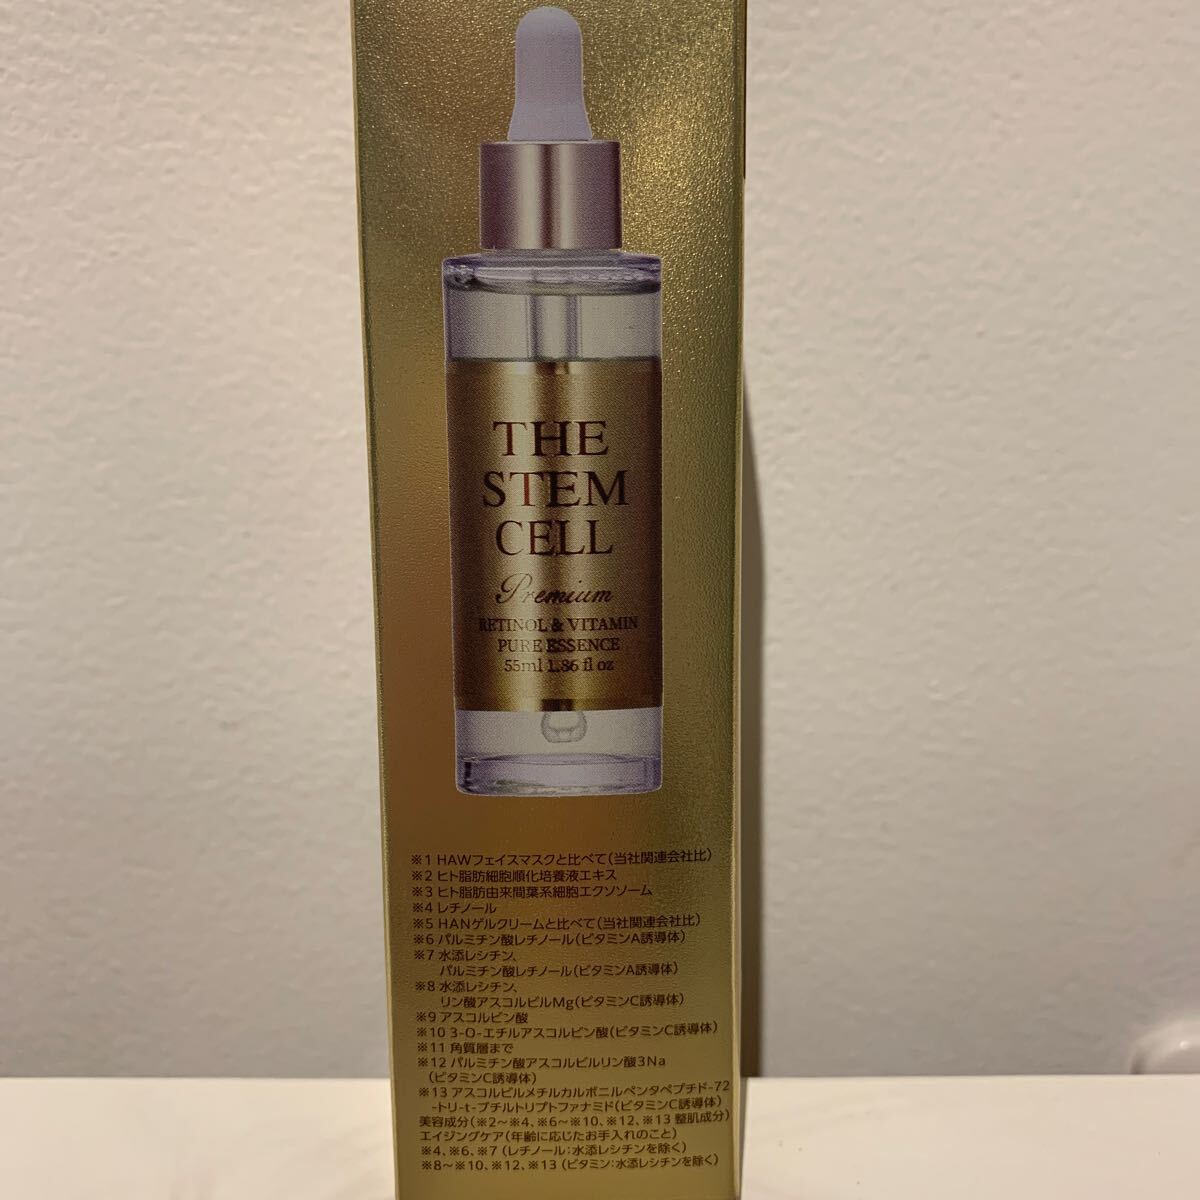 THE
STEM
CELL
Premium
RETINOL & VITAMIN
PURE ESSENCE
55ml 1.86 fl oz
※1 HAWフェイスマスクと比べて(当社関連会社比)
※2 ヒト脂肪細胞順化培養液エキス
※3 ヒト脂肪由来間葉系細胞エクソソーム
※4 レチノール
※5 HANゲルクリームと比べて(当社関連会社比)
※6 パルミチン酸レチノール(ビタミンA誘導体)
※7 水添レシチン、
パルミチン酸レチノール(ビタミンA誘導体)
※8 水添レシチン、
リン酸アスコルビルMg(ビタミンC誘導体)
※9 アスコルビン酸
※10 3-O-エチルアスコルビン酸(ビタミンC誘導体)
※11 角質層まで
※12 パルミチン酸アスコルビルリン酸3Na
(ビタミンC誘導体)
※13 アスコルビルメチルカルボニルペンタペプチド-72
-トリ-t-ブチルトリプトファナミド(ビタミンC誘導体)
美容成分(※2〜※4、※6〜※10、※12、※13 整肌成分)
エイジングケア(年齢に応じたお手入れのこと)
※4、※6、※7 (レチノール:水添レシチンを除く)
※8〜※10、※12、※13 (ビタミン:水添レシチンを除く)